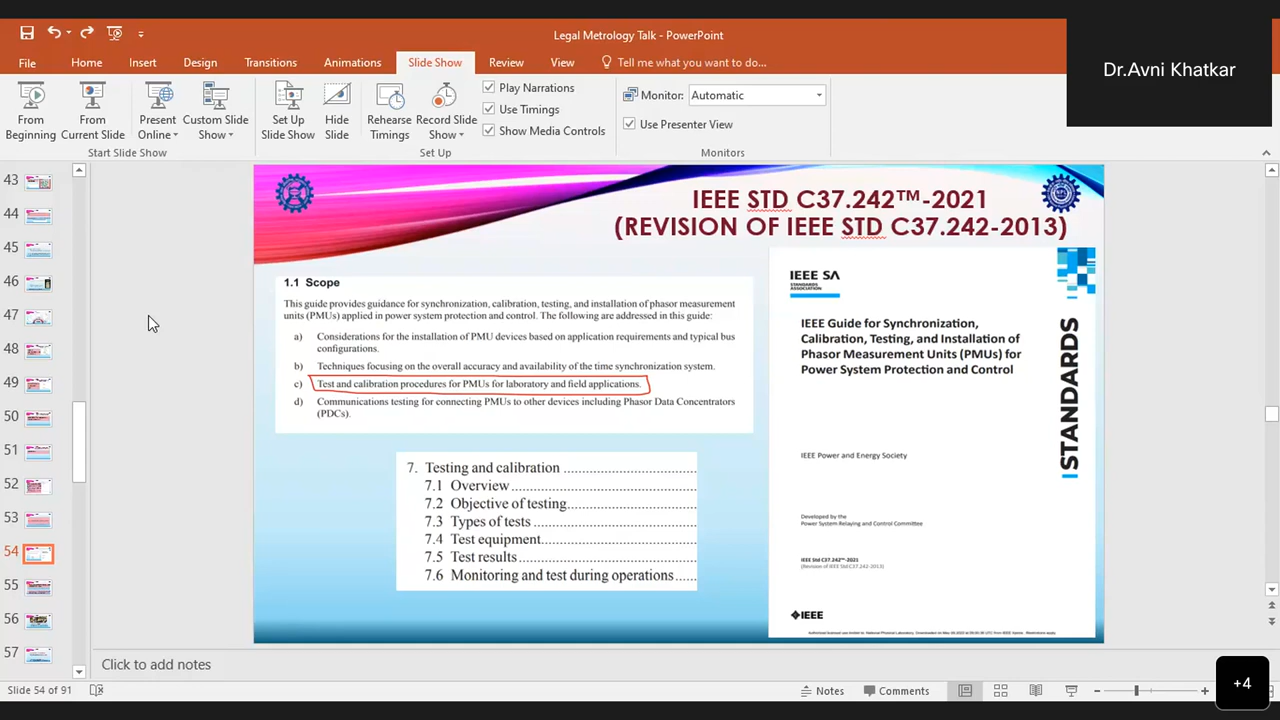 Legal Metrology Talk - PowerPoint
Dr.Avni Khatkar
File Home Insert Design Transitions Animations Slide Show Review View Tell me what you want to do...
From Beginning
From Current Slide
Present Online
Custom Slide Show
Start Slide Show
Set Up Slide Show
Hide Slide
Rehearse Timings
Record Slide Show
Play Narrations
Use Timings
Show Media Controls
Set Up
Monitor: Automatic
Use Presenter View
Monitors
43
44
45
46
47
48
49
50
51
52
53
54
55
56
57
IEEE STD C37.242™-2021
(REVISION OF IEEE STD C37.242-2013)
1.1 Scope
This guide provides guidance for synchronization, calibration, testing, and installation of phasor measurement
units (PMUs) applied in power system protection and control. The following are addressed in this guide:
a) Considerations for the installation of PMU devices based on application requirements and typical bus
configurations.
b) Techniques focusing on the overall accuracy and availability of the time synchronization system.
c) Test and calibration procedures for PMUs for laboratory and field applications.
d) Communications testing for connecting PMUs to other devices including Phasor Data Concentrators
(PDCs).
7. Testing and calibration ..............................
7.1 Overview..........................................
7.2 Objective of testing.............................
7.3 Types of tests .....................................
7.4 Test equipment...................................
7.5 Test results ........................................
7.6 Monitoring and test during operations......
IEEE SA
STANDARDS
ASSOCIATION
IEEE Guide for Synchronization,
Calibration, Testing, and Installation of
Phasor Measurement Units (PMUs) for
Power System Protection and Control
STANDARDS
IEEE Power and Energy Society
Developed by the
Power System Relaying and Control Committee
IEEE Std C37.242™-2021
(Revision of IEEE Std C37.242-2013)
IEEE
Click to add notes
Slide 54 of 91
Notes
Comments
+4